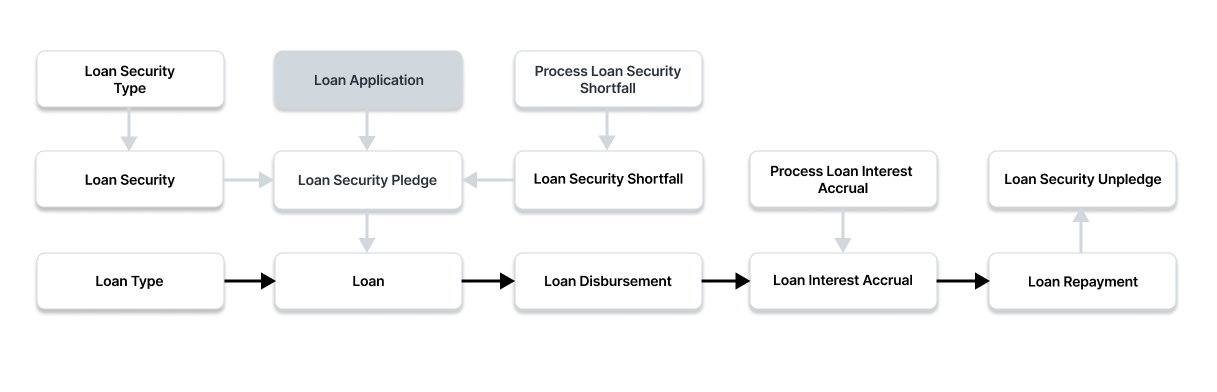 Loan Security
Type
Loan Application
Process Loan Security
Shortfall
Loan Security
Loan Security Pledge
Loan Security Shortfall
Process Loan Interest
Accrual
Loan Security Unpledge
Loan Type
Loan
Loan Disbursement
Loan Interest Accrual
Loan Repayment